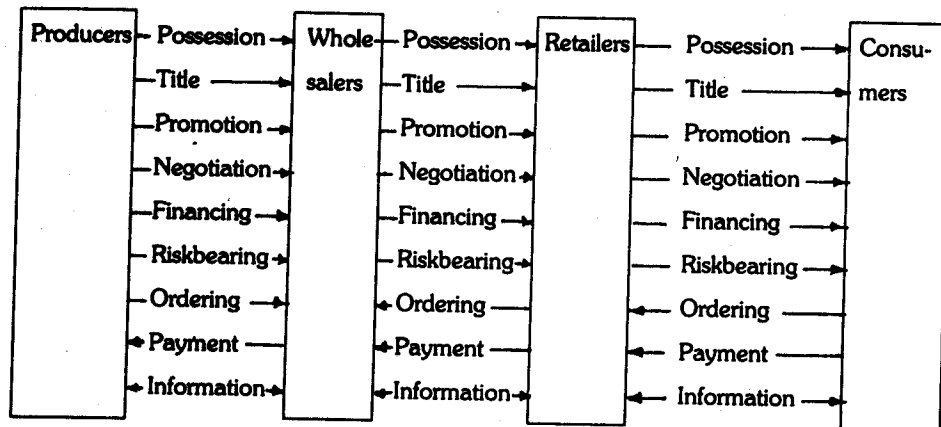 Producers Possession Whole- Possession Retailers Possession Consu-
Title salers Title Title mers
Promotion Promotion Promotion
Negotiation Negotiation Negotiation
Financing Financing Financing
Riskbearing Riskbearing Riskbearing
Ordering Ordering Ordering
Payment Payment Payment
Information Information Information